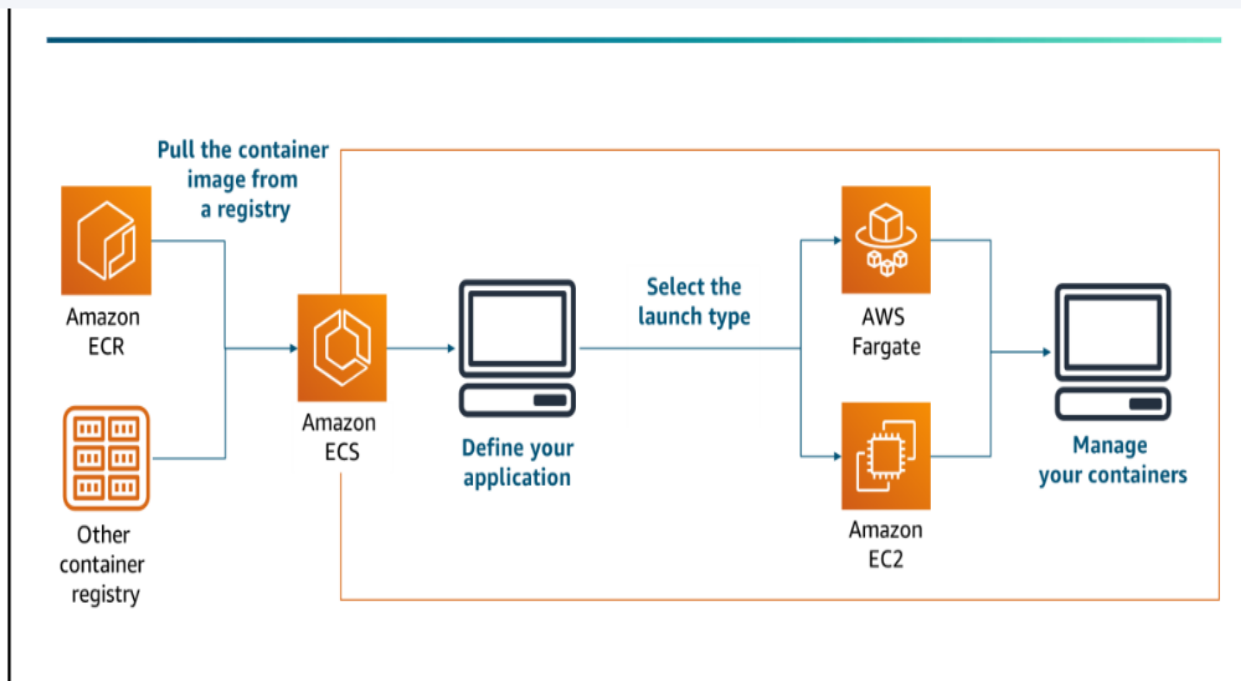 Pull the container
image from
a registry
Amazon
ECR
Other
container
registry
Amazon
ECS
Define your
application
Select the
launch type
AWS
Fargate
Amazon
EC2
Manage
your containers